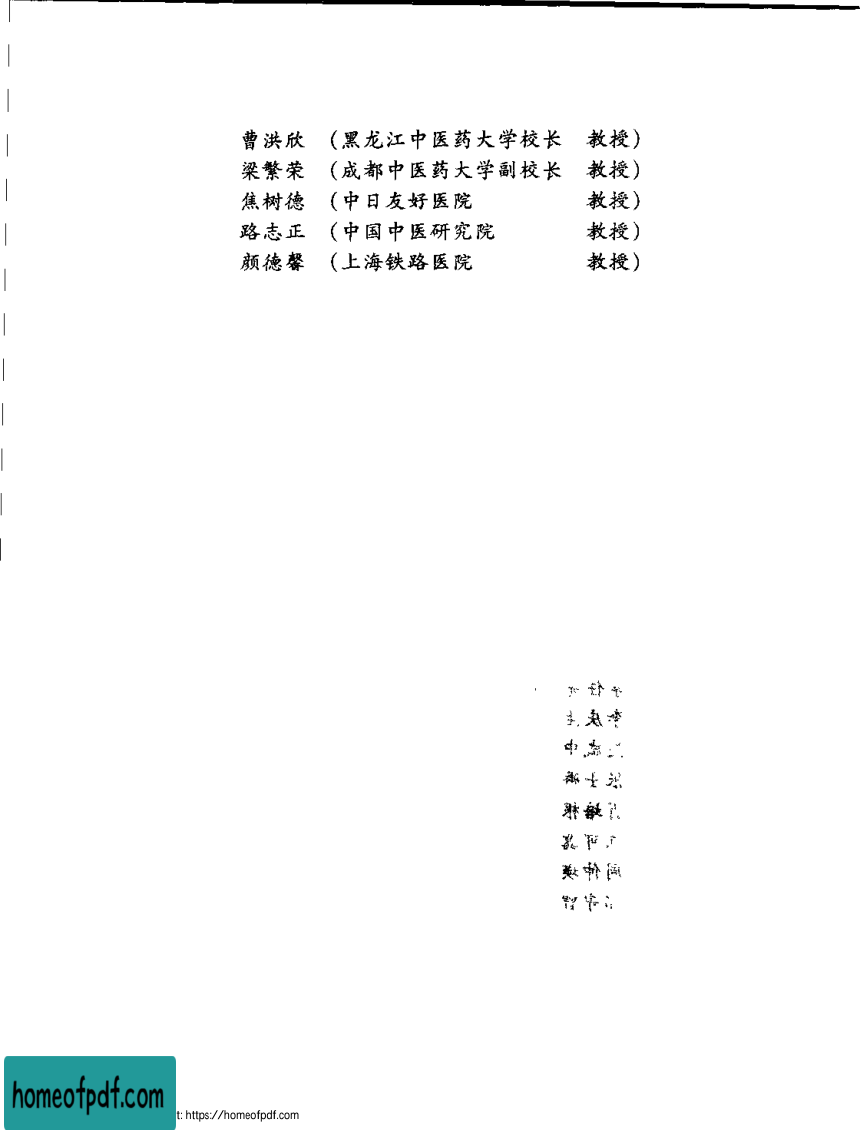 曹洪欣 (黑龙江中医药大学校长 教授)
梁繁荣 (成都中医药大学副校长 教授)
焦树德 (中日友好医院 教授)
路志正 (中国中医研究院 教授)
颜德馨 (上海铁路医院 教授)
homeofpdf.com
t: https://homeofpdf.com